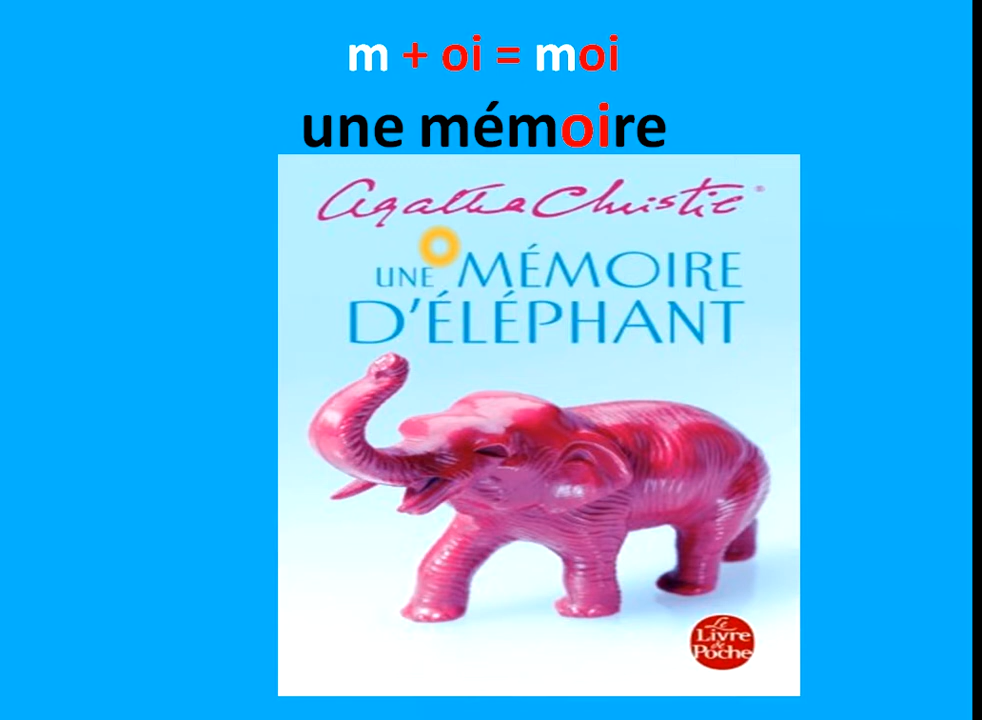 m + oi = moi
une mémoire
Agatha Christie
UNE MÉMOIRE
D'ÉLÉPHANT
Le
Livre
de
Poche